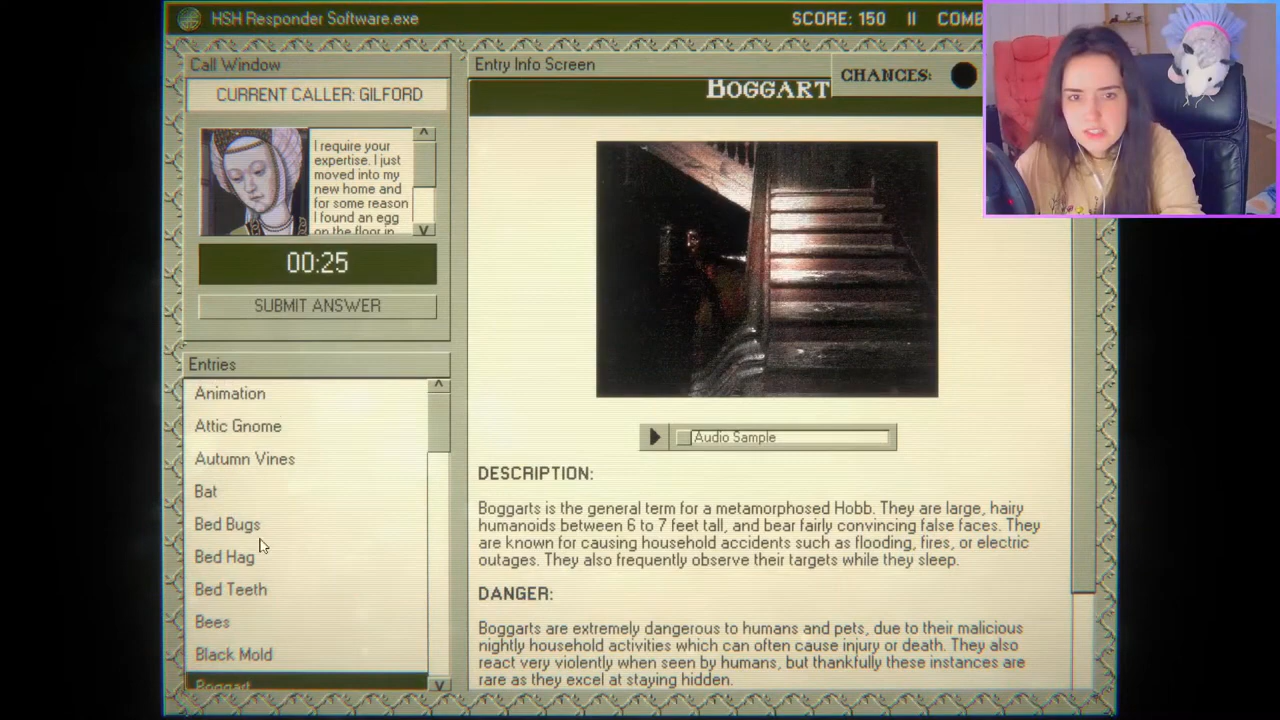 HSH Responder Software.exe
SCORE: 150 II COMB
Call Window
CURRENT CALLER: GILFORD
I require your
expertise. I just
moved into my
new home and
for some reason
I found an egg
on the floor in
00:25
SUBMIT ANSWER
Entries
Animation
Attic Gnome
Autumn Vines
Bat
Bed Bugs
Bed Hag
Bed Teeth
Bees
Black Mold
Boggart
Entry Info Screen
CHANCES:
BOGGART
Audio Sample
DESCRIPTION:
Boggarts is the general term for a metamorphosed Hobb. They are large, hairy
humanoids between 6 to 7 feet tall, and bear fairly convincing false faces. They
are known for causing household accidents such as flooding, fires, or electric
outages. They also frequently observe their targets while they sleep.
DANGER:
Boggarts are extremely dangerous to humans and pets, due to their malicious
nightly household activities which can often cause injury or death. They also
react very violently when seen by humans, but thankfully these instances are
rare as they excel at staying hidden.